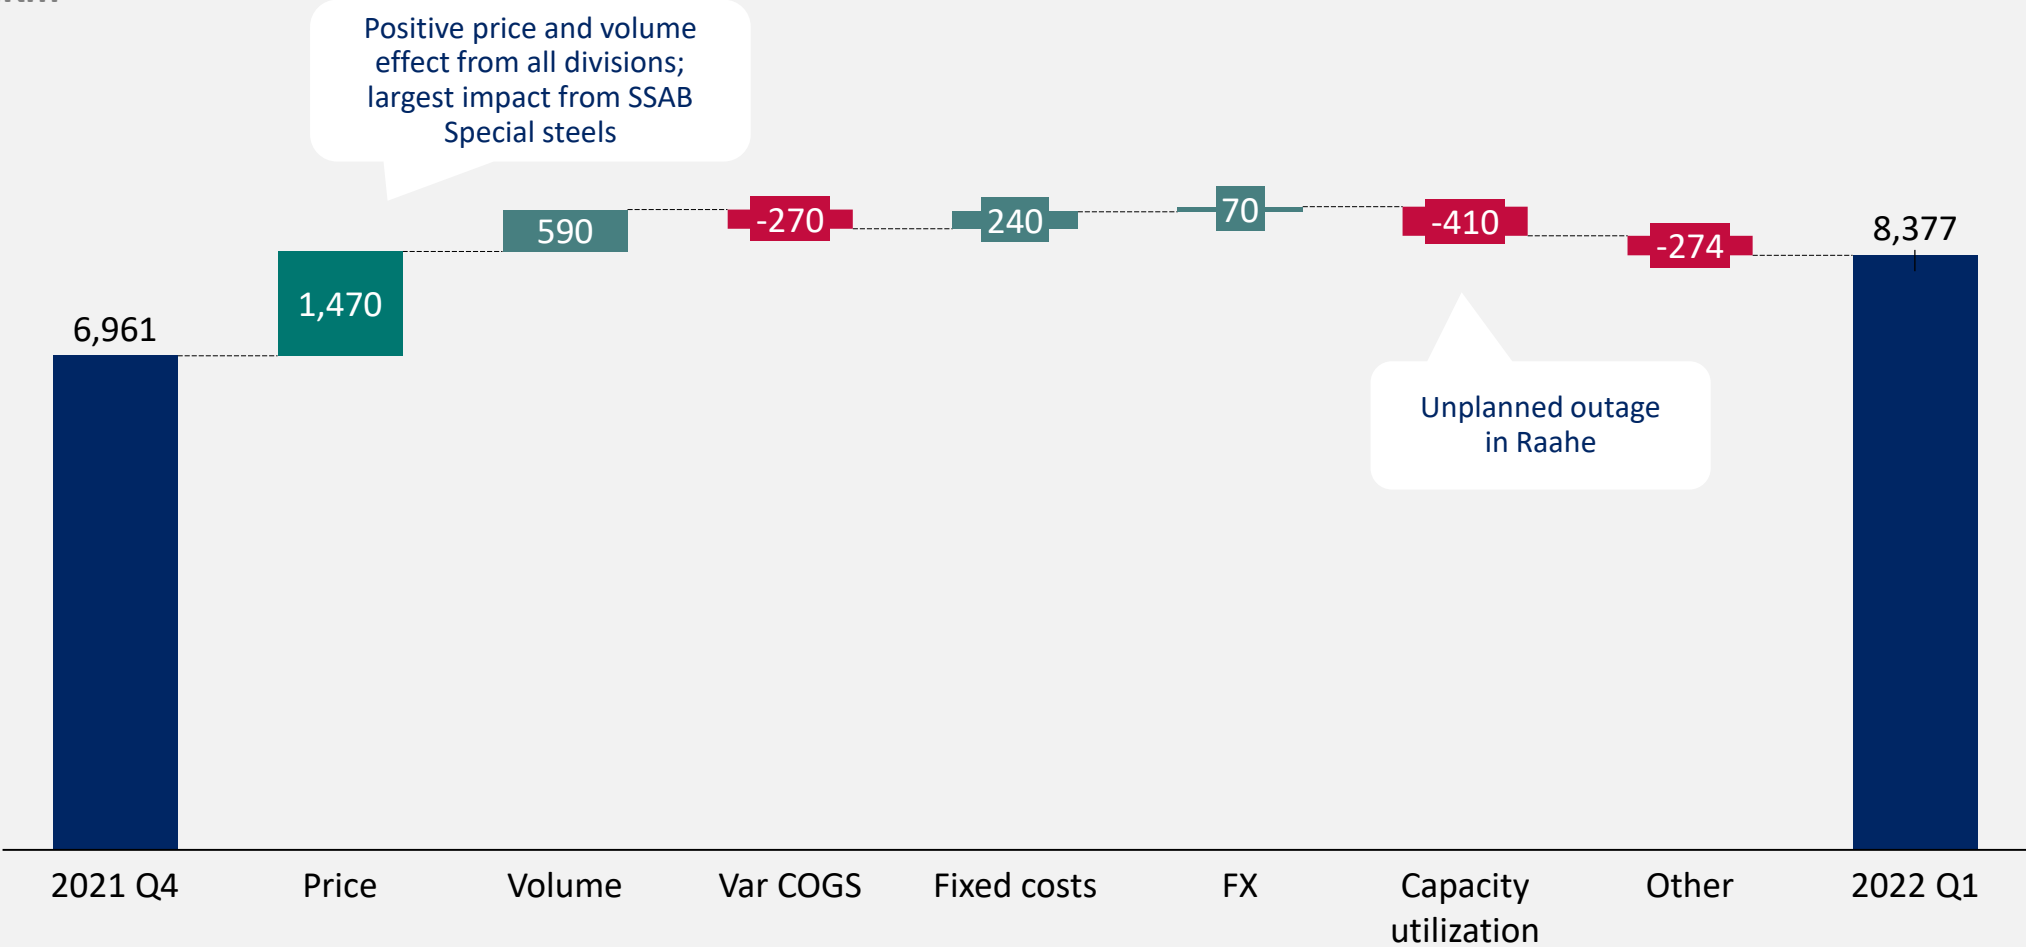 Positive price and volume
effect from all divisions;
largest impact from SSAB
Special steels
6,961
1,470
590
-270
240
70
-410
-274
8,377
Unplanned outage
in Raahe
2021 Q4
Price
Volume
Var COGS
Fixed costs
FX
Capacity
utilization
Other
2022 Q1